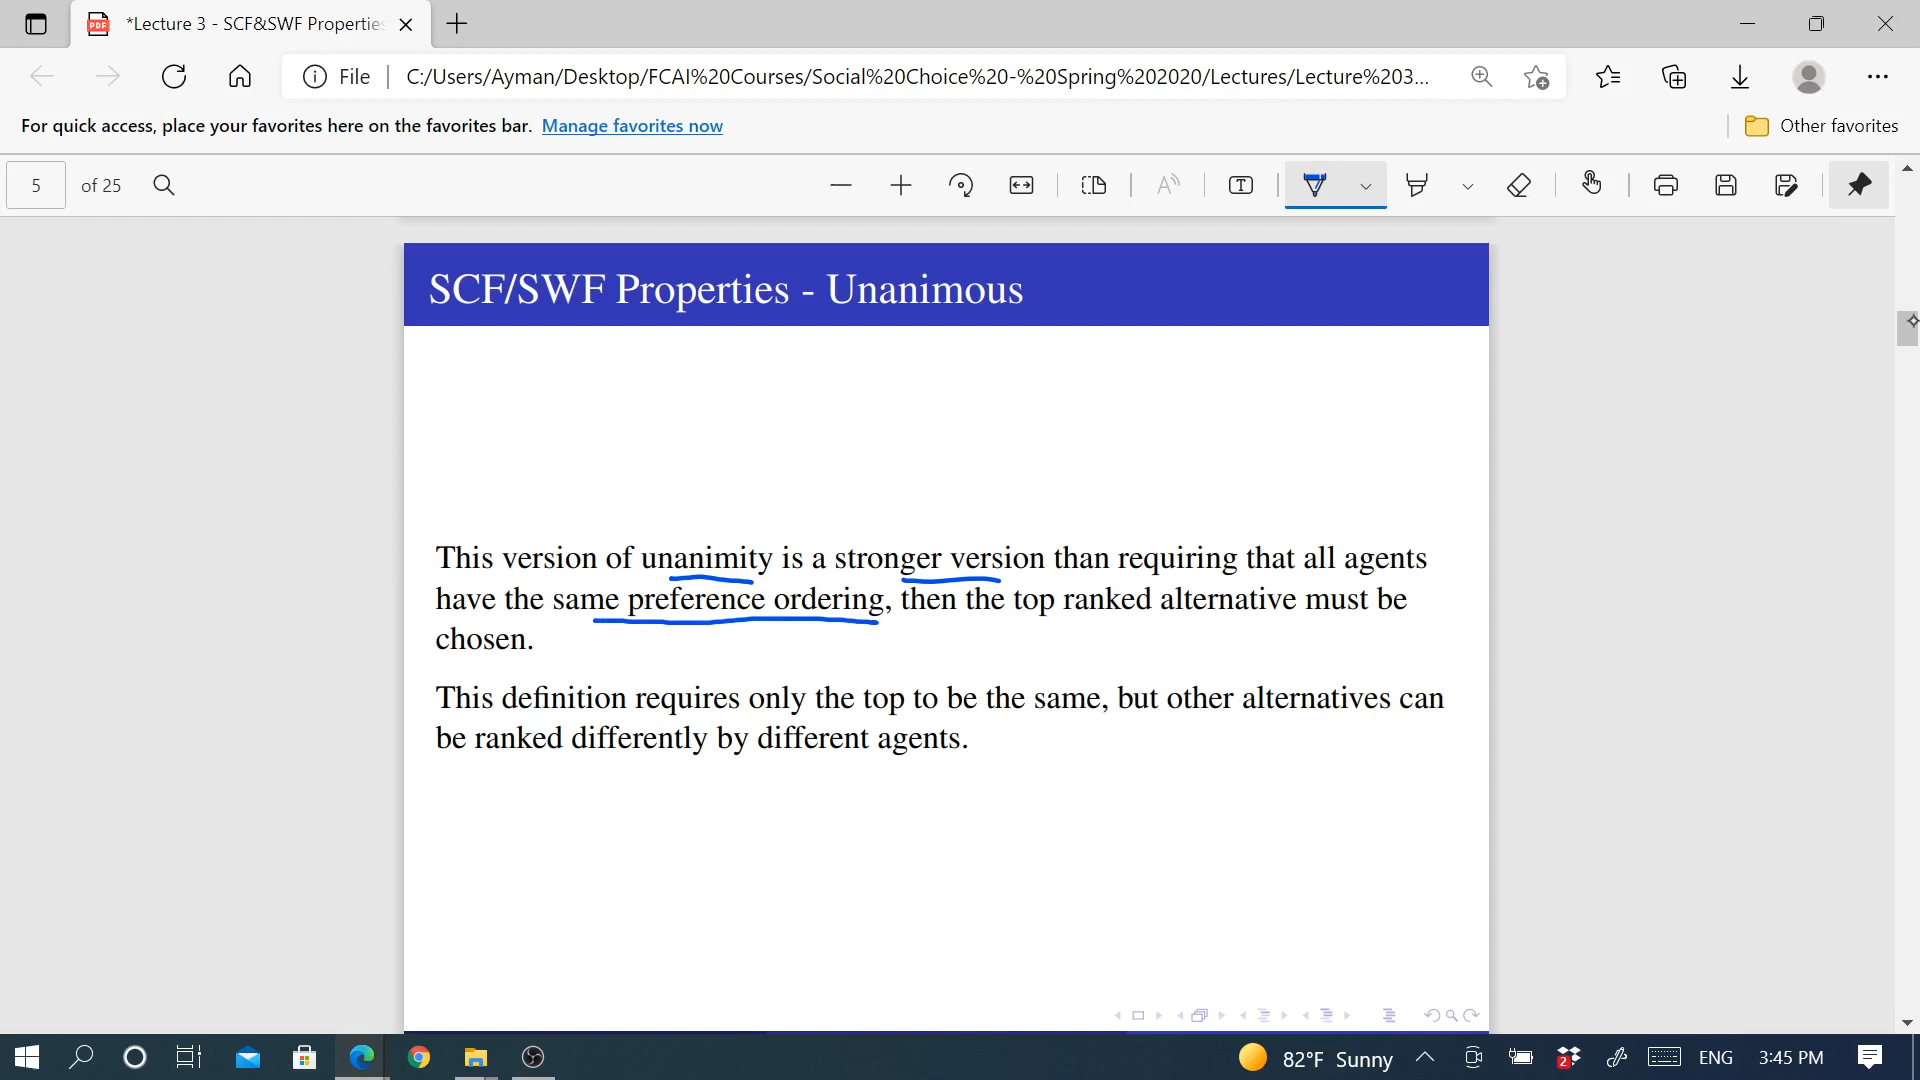 *Lecture 3 - SCF&SWF Properties
File
C:/Users/Ayman/Desktop/FCAI%20Courses/Social%20Choice%20-%20Spring%202020/Lectures/Lecture%203...
For quick access, place your favorites here on the favorites bar. Manage favorites now
Other favorites
5 of 25
SCF/SWF Properties - Unanimous
This version of unanimity is a stronger version than requiring that all agents
have the same preference ordering, then the top ranked alternative must be
chosen.
This definition requires only the top to be the same, but other alternatives can
be ranked differently by different agents.
82°F Sunny
2
ENG
3:45 PM